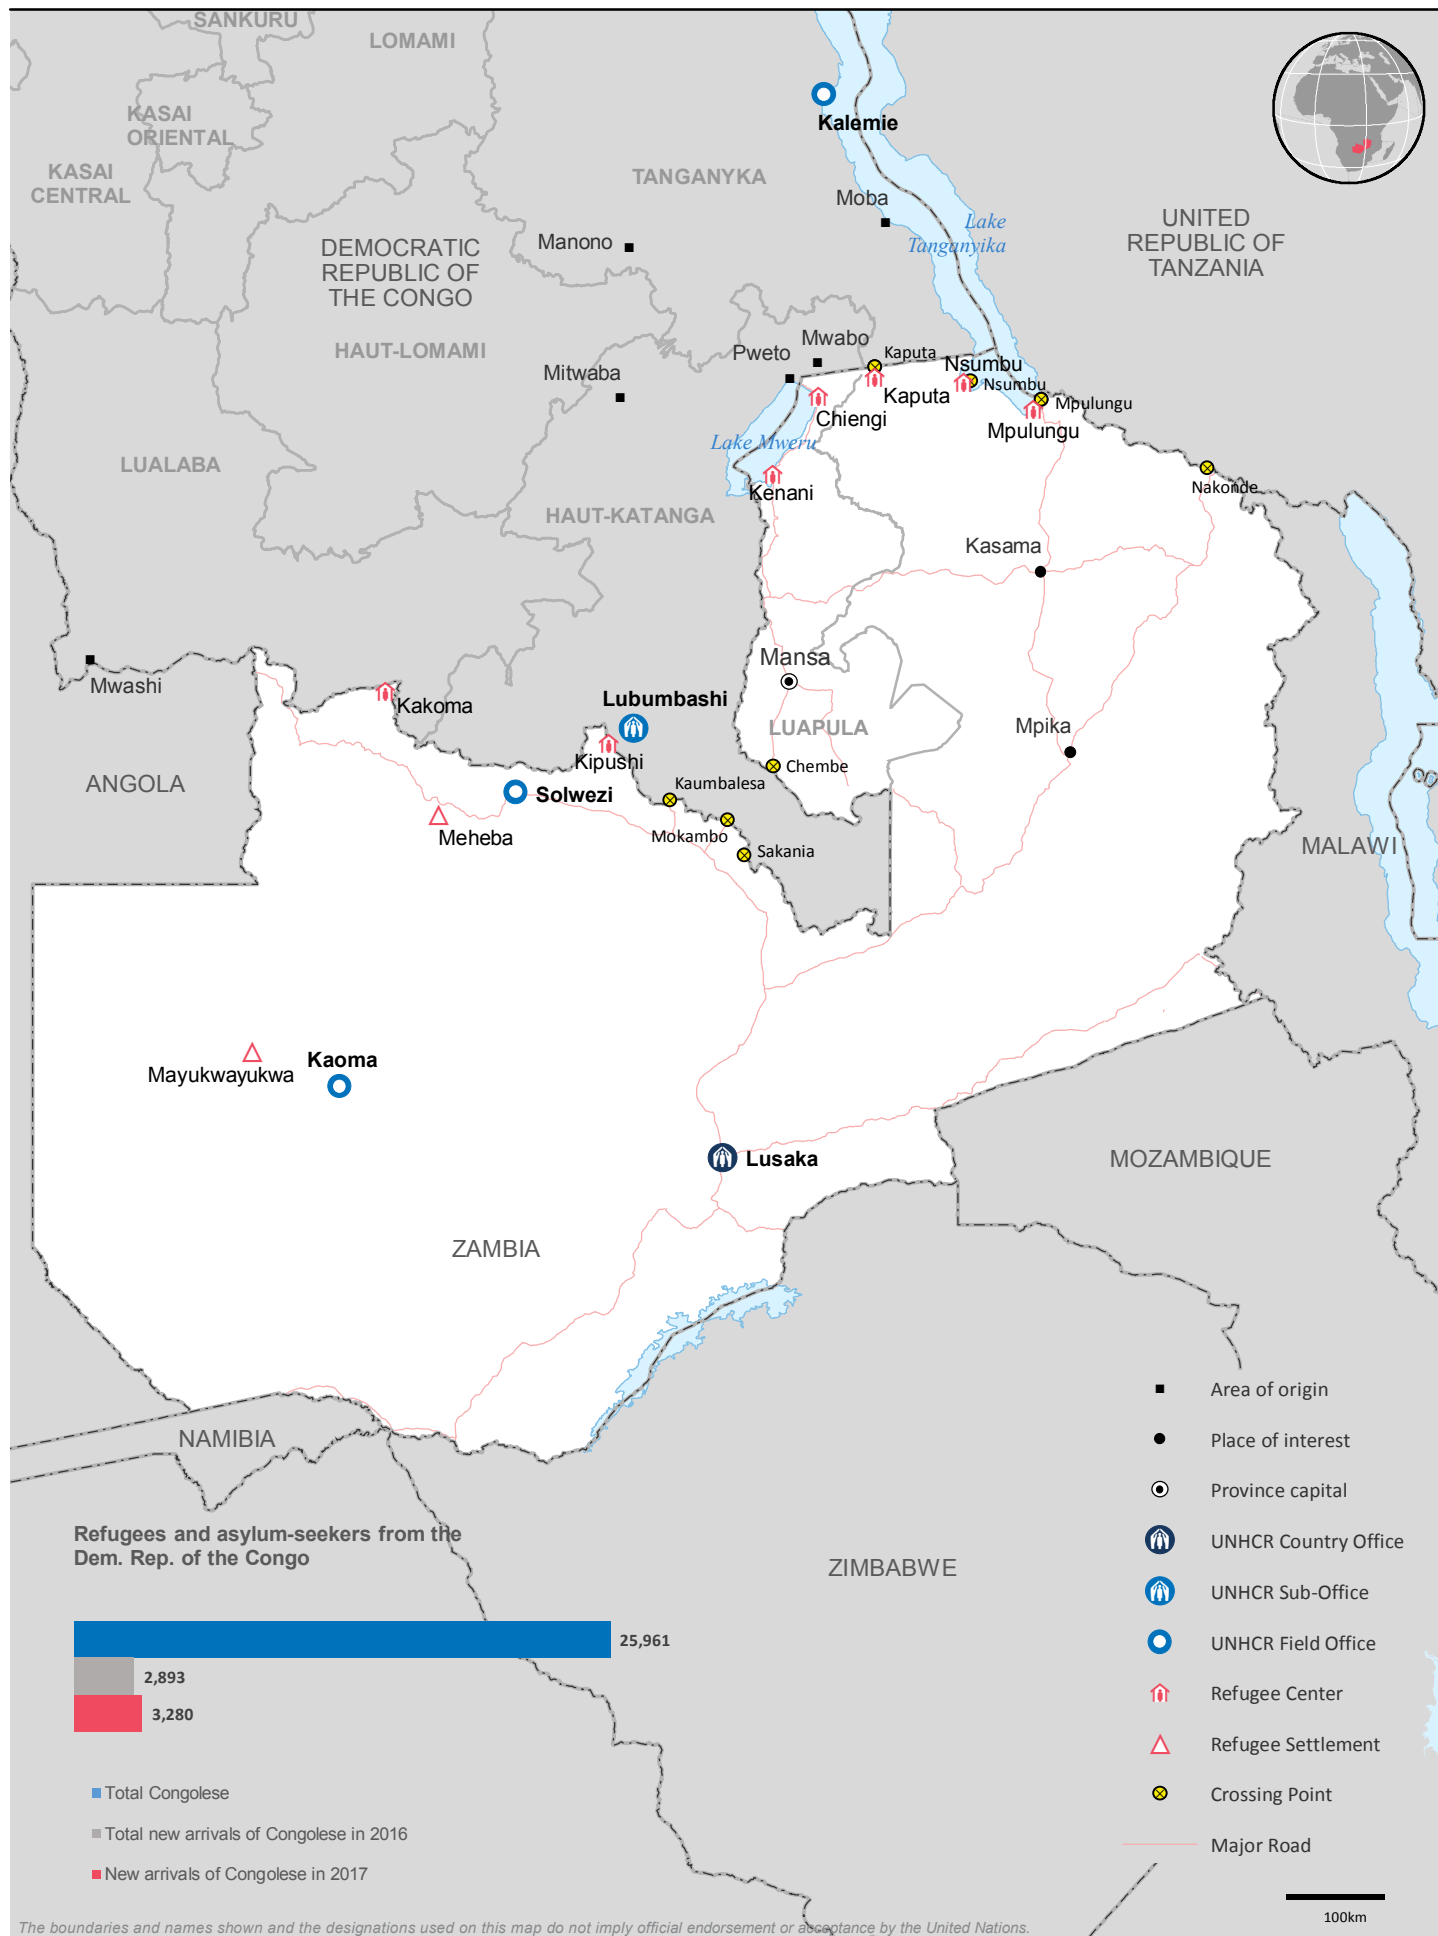 SANKURU
LOMAMI
KASAI
ORIENTAL
KASAI
CENTRAL
Kalemie
TANGANYKA
Moba
Lake
Tanganyika
UNITED
REPUBLIC OF
TANZANIA
Manono
DEMOCRATIC
REPUBLIC OF
THE CONGO
HAUT-LOMAMI
Mwabo
Pweto
Kaputa
Nsumbu
Mitwaba
Kaputa
Nsumbu
Mpulungu
Chiengi
Mpulungu
Lake Mweru
LUALABA
Kenani
Nakonde
HAUT-KATANGA
Kasama
Mansa
Mwashi
Kakoma
Lubumbashi
LUAPULA
Mpika
Kipushi
Chembe
ANGOLA
Kaumbalesa
Solwezi
Meheba
Mokambo
Sakania
MALAWI
Kaoma
Mayukwayukwa
Lusaka
MOZAMBIQUE
ZAMBIA
NAMIBIA
ZIMBABWE
Area of origin
Place of interest
Province capital
UNHCR Country Office
UNHCR Sub-Office
UNHCR Field Office
Refugee Center
Refugee Settlement
Crossing Point
Major Road
100km
Refugees and asylum-seekers from the
Dem. Rep. of the Congo
25,961
2,893
3,280
Total Congolese
Total new arrivals of Congolese in 2016
New arrivals of Congolese in 2017
The boundaries and names shown and the designations used on this map do not imply official endorsement or acceptance by the United Nations.